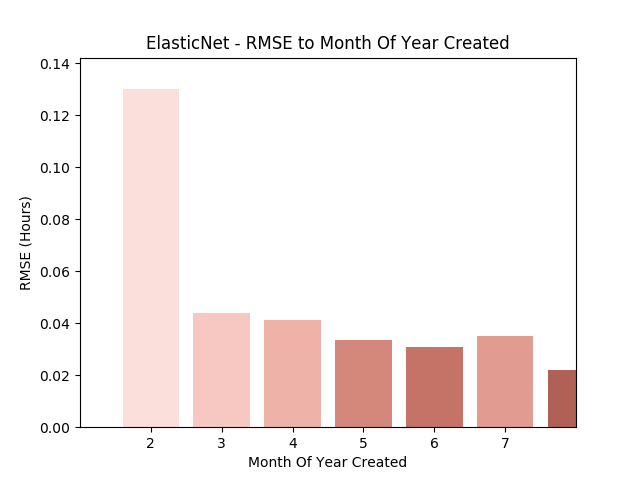 ElasticNet - RMSE to Month Of Year Created
0.14
0.12
0.10
0.08
0.06
0.04
0.02
0.00
RMSE (Hours)
2 3 4 5 6 7
Month Of Year Created